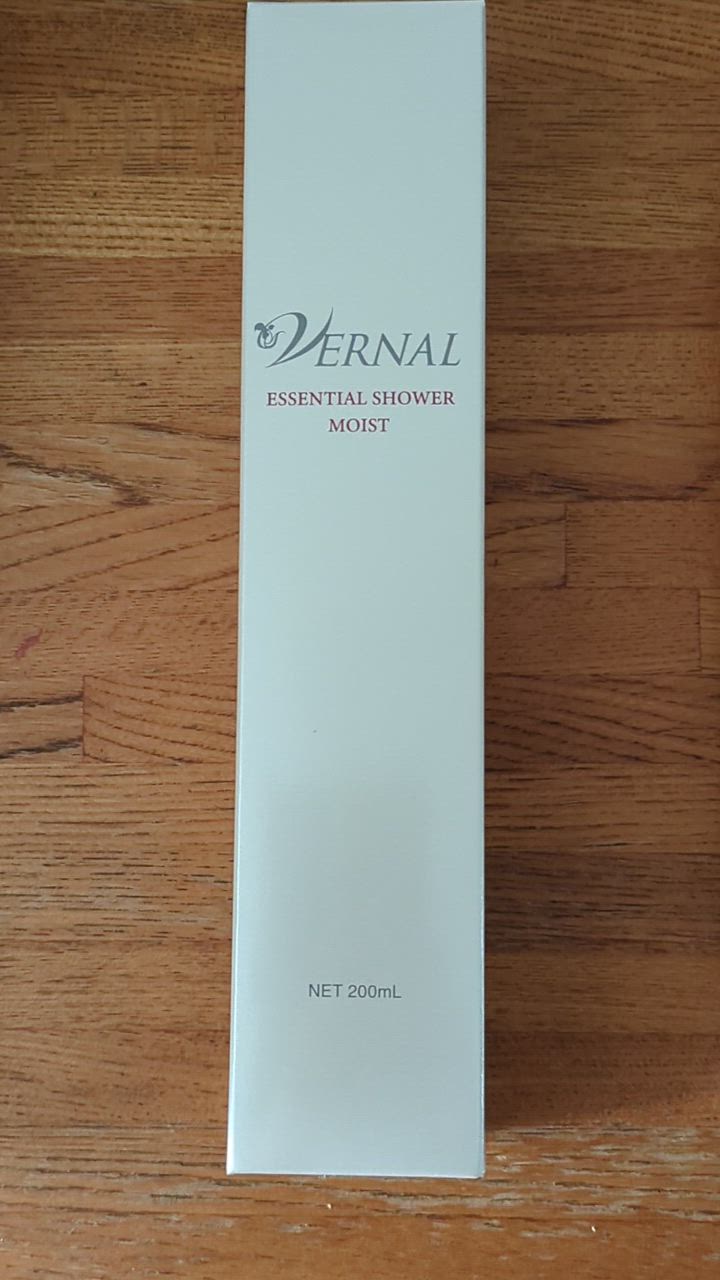 VERNAL
ESSENTIAL SHOWER
MOIST
NET 200mL